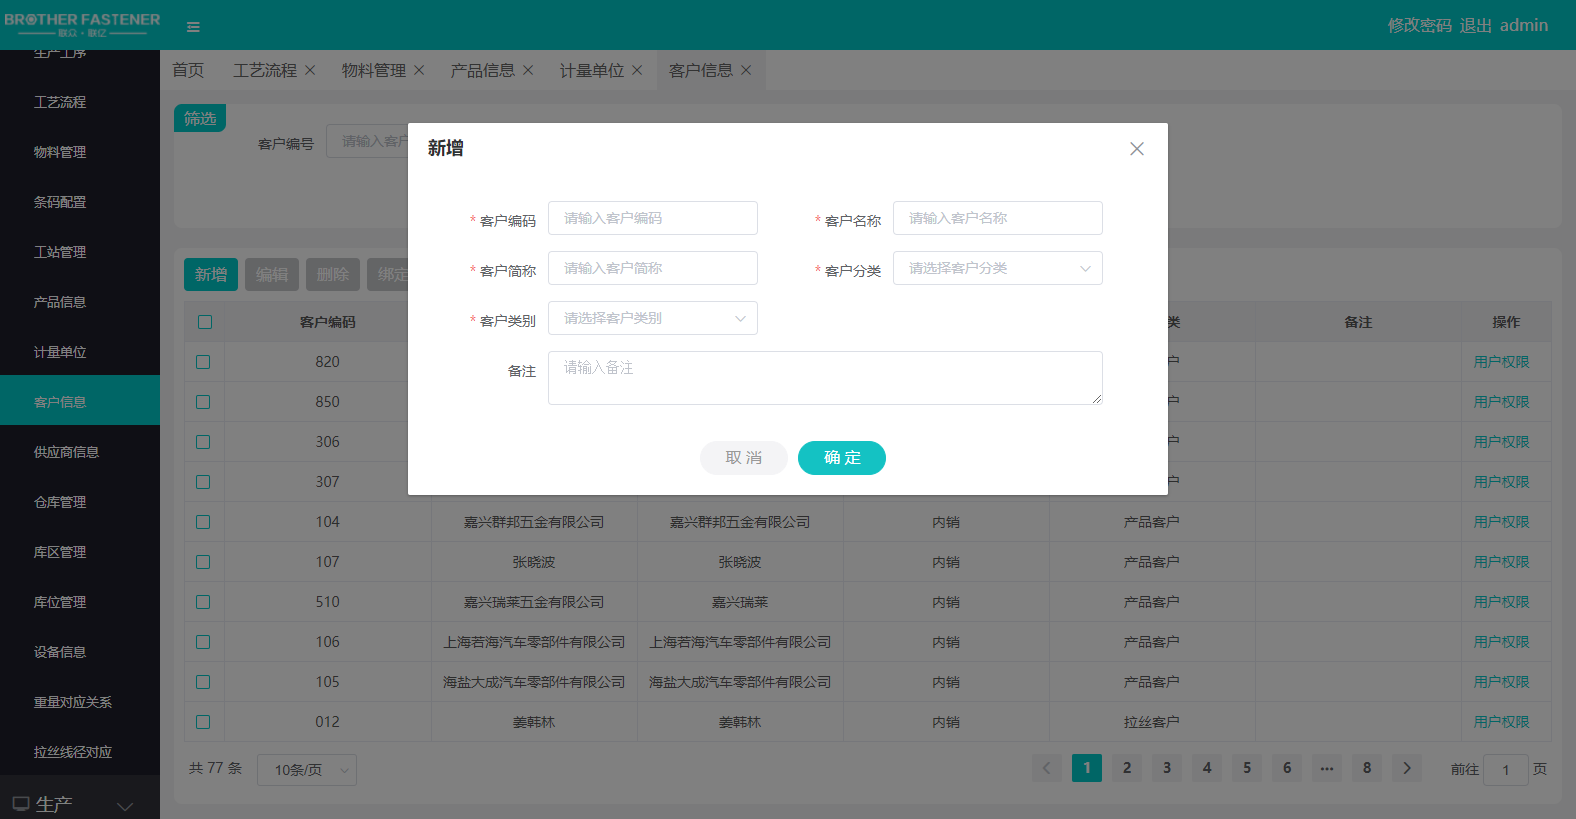 BROTHER FASTENER
联众·联亿
修改密码 退出 admin
生产工序
工艺流程
物料管理
条码配置
工站管理
产品信息
计量单位
客户信息
供应商信息
仓库管理
库区管理
库位管理
设备信息
重量对应关系
拉丝线径对应
生产
首页 工艺流程 物料管理 产品信息 计量单位 客户信息
筛选
客户编号 请输入客户
新增 编辑 删除 绑定
新增
* 客户编码 请输入客户编码 * 客户名称 请输入客户名称
* 客户简称 请输入客户简称 * 客户分类 请选择客户分类
* 客户类别 请选择客户类别
备注 请输入备注
取消 确定
客户编码 类 备注 操作
820 户 用户权限
850 户 用户权限
306 户 用户权限
307 户 用户权限
104 嘉兴群邦五金有限公司 嘉兴群邦五金有限公司 内销 产品客户 用户权限
107 张晓波 张晓波 内销 产品客户 用户权限
510 嘉兴瑞莱五金有限公司 嘉兴瑞莱 内销 产品客户 用户权限
106 上海若海汽车零部件有限公司 上海若海汽车零部件有限公司 内销 产品客户 用户权限
105 海盐大成汽车零部件有限公司 海盐大成汽车零部件有限公司 内销 产品客户 用户权限
012 姜韩林 姜韩林 内销 拉丝客户 用户权限
共 77 条 10条/页 1 2 3 4 5 6 ··· 8 前往 1 页